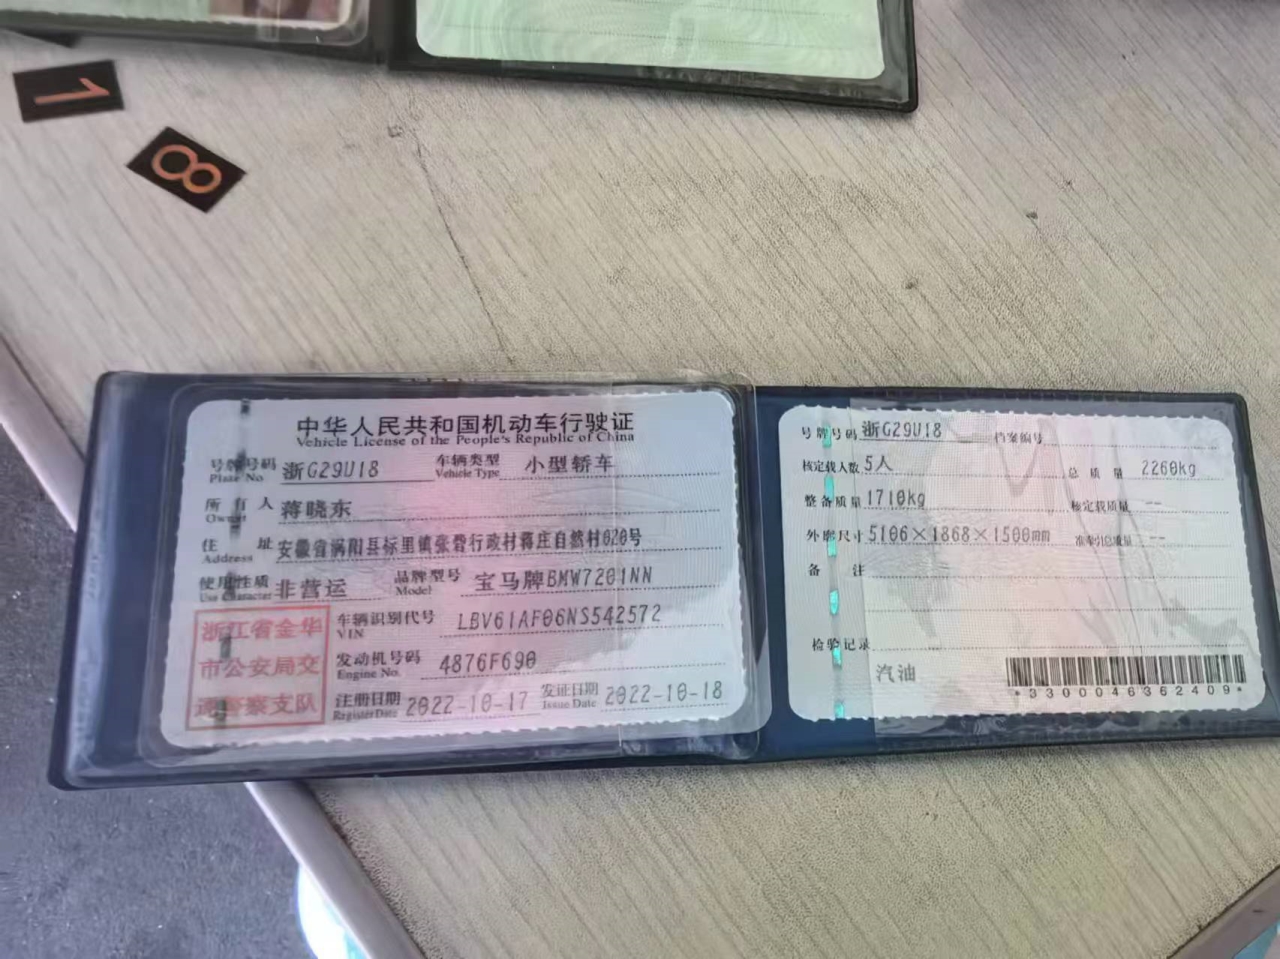 1
8
中华人民共和国机动车行驶证
Vehicle License of the People's Republic of China
号牌号码 浙G29U18 车辆类型 小型轿车
Plate No. Vehicle Type
所有人 蒋晓东
Owner
住址 安徽省涡阳县标里镇张营行政村蒋庄自然村020号
Address
使用性质 非营运 品牌型号 宝马牌BMW7201NN
Use Character Model
浙江省金华
市公安局交
通警察支队
车辆识别代号 LBV61AF06NS542572
VIN
发动机号码 4876F690
Engine No.
注册日期 2022-10-17 发证日期 2022-10-18
Register Date Issue Date
号牌号码 浙G29U18 档案编号
核定载人数 5人 总质量 2260kg
整备质量 1710kg 核定载质量 --
外廓尺寸 5106×1868×1500mm 准牵引总质量 --
备注
检验记录
汽油
*3300046362409*